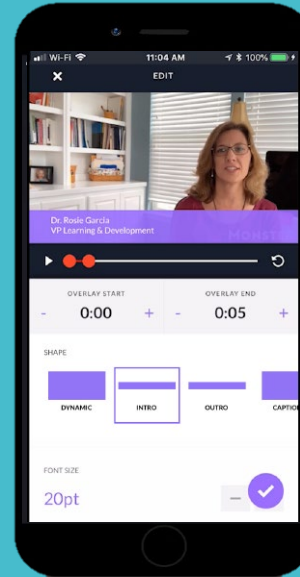 Wi-Fi 11:04 AM 100%
EDIT
Dr. Rosie Garcia
VP Learning & Development
MONSTER
OVERLAY START OVERLAY END
- 0:00 + - 0:05 +
SHAPE
DYNAMIC INTRO OUTRO CAPTIO
FONT SIZE
20pt